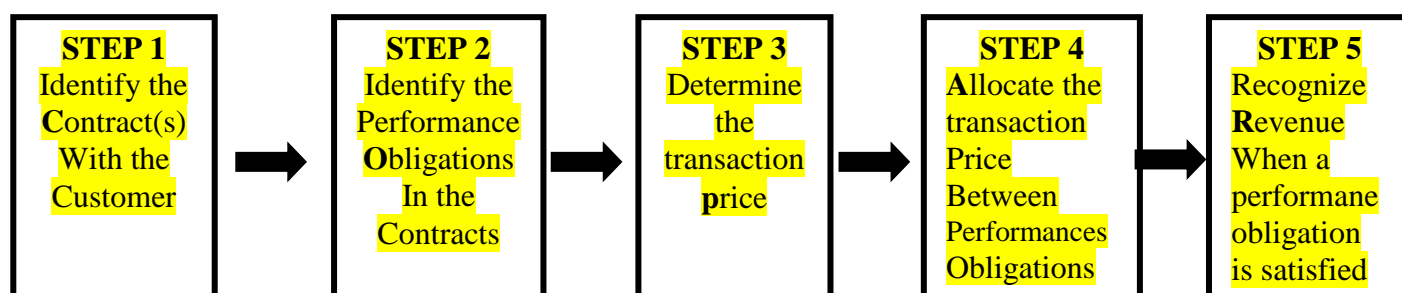 STEP 1
Identify the
Contract(s)
With the
Customer
STEP 2
Identify the
Performance
Obligations
In the
Contracts
STEP 3
Determine
the
transaction
price
STEP 4
Allocate the
transaction
Price
Between
Performances
Obligations
STEP 5
Recognize
Revenue
When a
performane
obligation
is satisfied